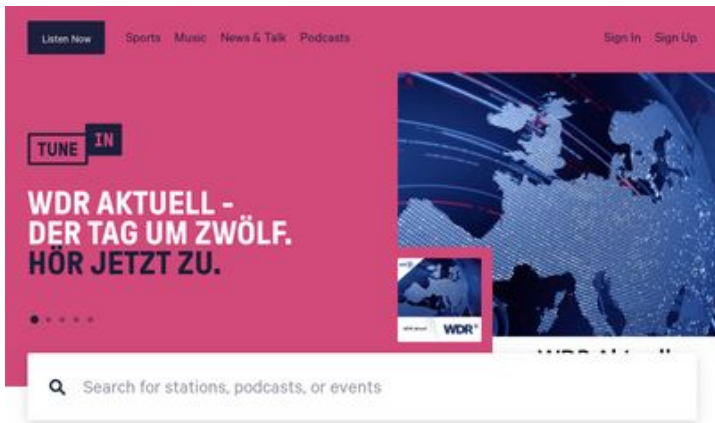 Listen Now Sports Music News & Talk Podcasts Sign In Sign Up
TUNE IN
WDR AKTUELL -
DER TAG UM ZWÖLF.
HÖR JETZT ZU.
WDR
Search for stations, podcasts, or events